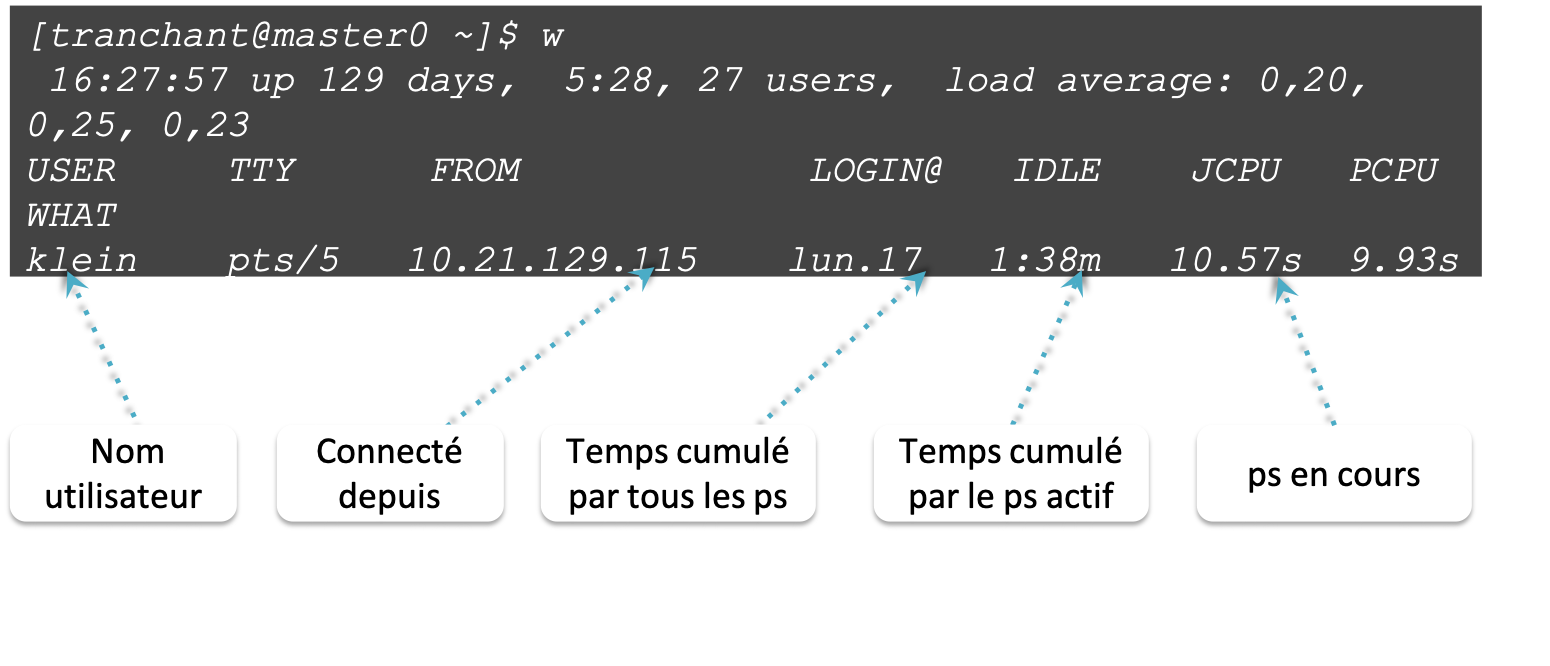 [tranchant@master0 ~]$ w
16:27:57 up 129 days, 5:28, 27 users, load average: 0,20,
0,25, 0,23
USER TTY FROM LOGIN@ IDLE JCPU PCPU
WHAT
klein pts/5 10.21.129.115 lun.17 1:38m 10.57s 9.93s
Nom
utilisateur
Connecté
depuis
Temps cumulé
par tous les ps
Temps cumulé
par le ps actif
ps en cours